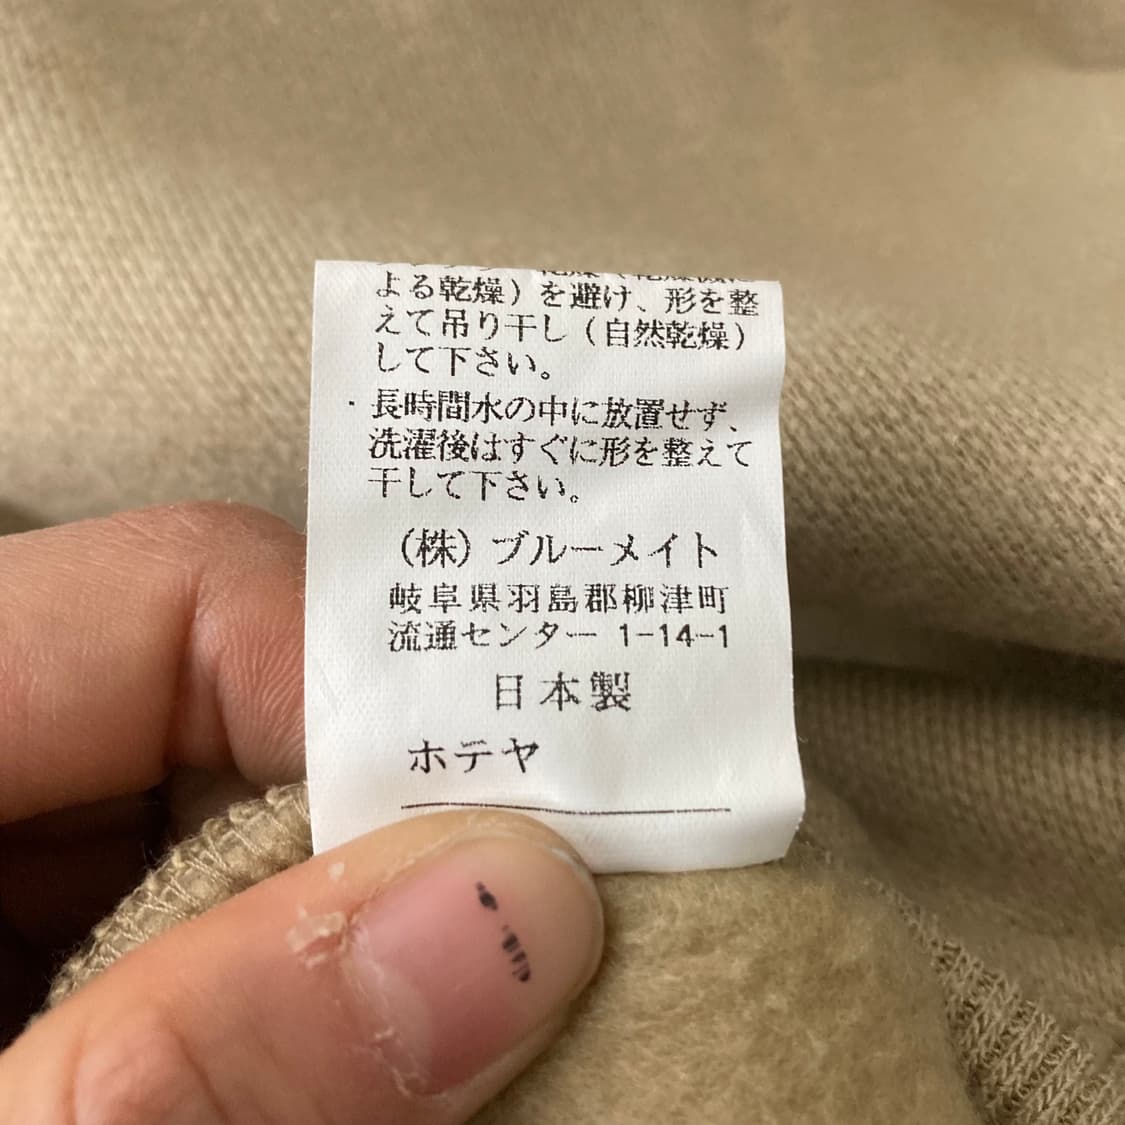 よる乾燥）を避け、形を整
えて吊り干し（自然乾燥）
して下さい。
・長時間水の中に放置せず、
洗濯後はすぐに形を整えて
干して下さい。
（株）ブルーメイト
岐阜県羽島郡柳津町
流通センター 1-14-1
日本製
ホテヤ